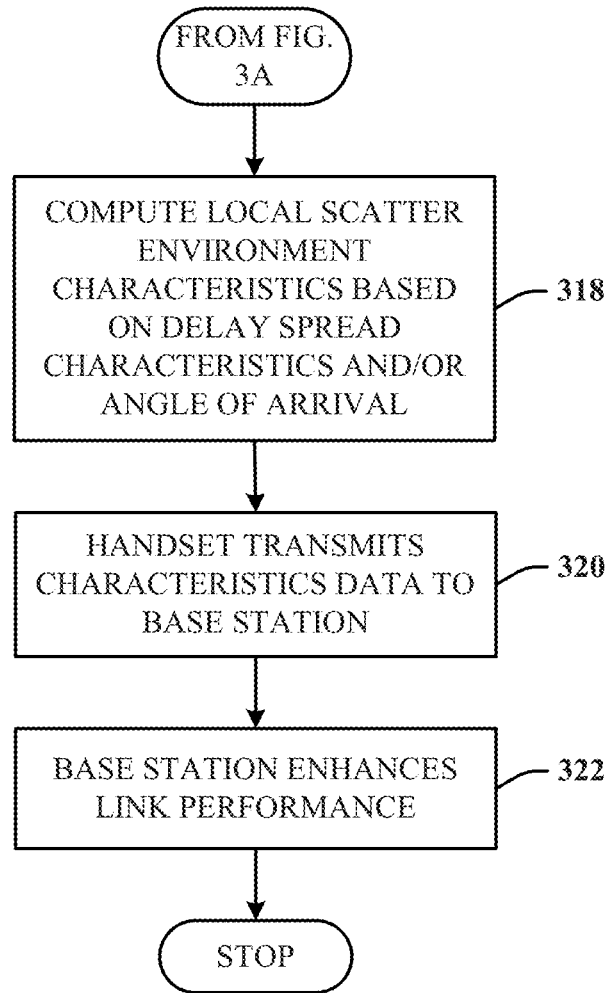 FROM FIG.
3A
COMPUTE LOCAL SCATTER
ENVIRONMENT
CHARACTERISTICS BASED
ON DELAY SPREAD
CHARACTERISTICS AND/OR
ANGLE OF ARRIVAL
318
HANDSET TRANSMITS
CHARACTERISTICS DATA TO
BASE STATION
320
BASE STATION ENHANCES
LINK PERFORMANCE
322
STOP